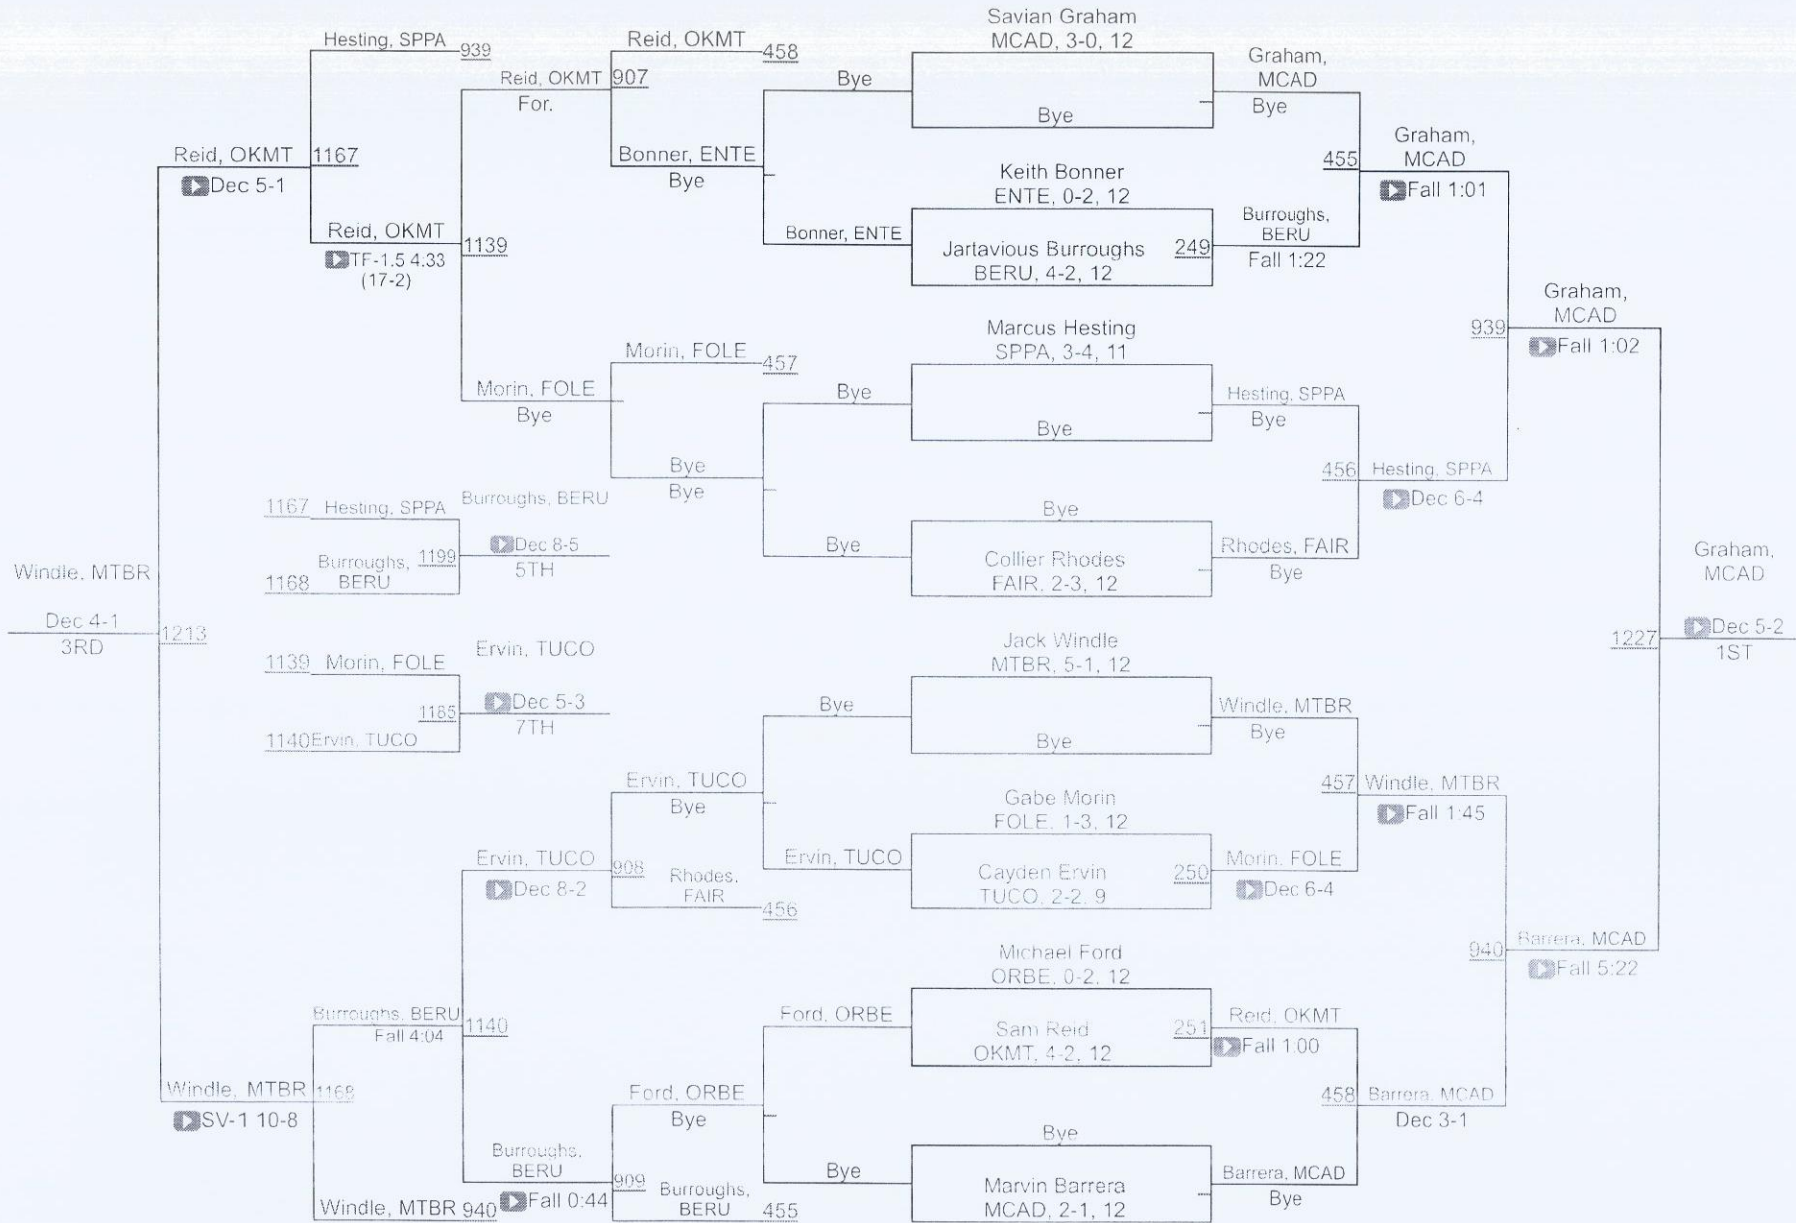 Savian Graham
MCAD, 3-0, 12
Bye
Keith Bonner
ENTE, 0-2, 12
Jartavious Burroughs
BERU, 4-2, 12
249
Marcus Hesting
SPPA, 3-4, 11
Bye
Bye
Collier Rhodes
FAIR, 2-3, 12
Jack Windle
MTBR, 5-1, 12
Bye
Gabe Morin
FOLE, 1-3, 12
Cayden Ervin
TUCO, 2-2, 9
250
Michael Ford
ORBE, 0-2, 12
Sam Reid
OKMT, 4-2, 12
251
Bye
Marvin Barrera
MCAD, 2-1, 12
Graham,
MCAD
Bye
455
Burroughs,
BERU
Fall 1:22
Hesting, SPPA
Bye
456
Rhodes, FAIR
Bye
Windle, MTBR
Bye
457
Morin, FOLE
Dec 6-4
Reid, OKMT
Fall 1:00
458
Barrera, MCAD
Bye
Graham,
MCAD
Fall 1:01
939
Hesting, SPPA
Dec 6-4
Windle, MTBR
Fall 1:45
940
Barrera, MCAD
Dec 3-1
Graham,
MCAD
Fall 1:02
1227
Barrera, MCAD
Fall 5:22
Graham,
MCAD
Dec 5-2
1ST
Bye
Bonner, ENTE
Bye
Bye
Bye
Ervin, TUCO
Ford, ORBE
Bye
Reid, OKMT
458
907
Bonner, ENTE
Bye
Morin, FOLE
457
Bye
Bye
Ervin, TUCO
Bye
908
Rhodes,
FAIR
456
Ford, ORBE
Bye
909
Burroughs,
BERU
455
Reid, OKMT
For.
1139
Morin, FOLE
Bye
Ervin, TUCO
Dec 8-2
1140
Burroughs,
BERU
Fall 0:44
Hesting, SPPA
939
1167
Reid, OKMT
TF-1.5 4:33
(17-2)
Burroughs, BERU
Fall 4:04
1168
Windle, MTBR
940
Reid, OKMT
Dec 5-1
1213
Windle, MTBR
SV-1 10-8
Windle, MTBR
Dec 4-1
3RD
1167
Hesting, SPPA
1199
1168
Burroughs,
BERU
Burroughs, BERU
Dec 8-5
5TH
1139
Morin, FOLE
1185
1140
Ervin, TUCO
Ervin, TUCO
Dec 5-3
7TH